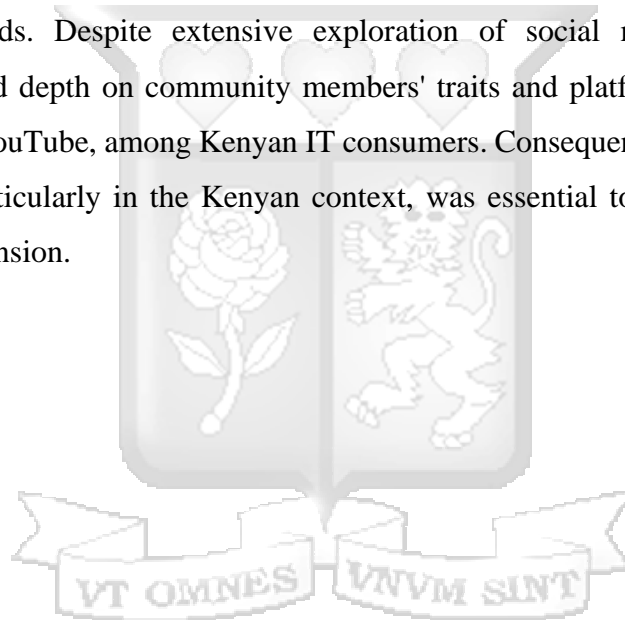 ds. Despite extensive exploration of social
d depth on community members' traits and platf
ouTube, among Kenyan IT consumers. Consequen
ticularly in the Kenyan context, was essential to
nsion.
VT OMNES VNVM SINT